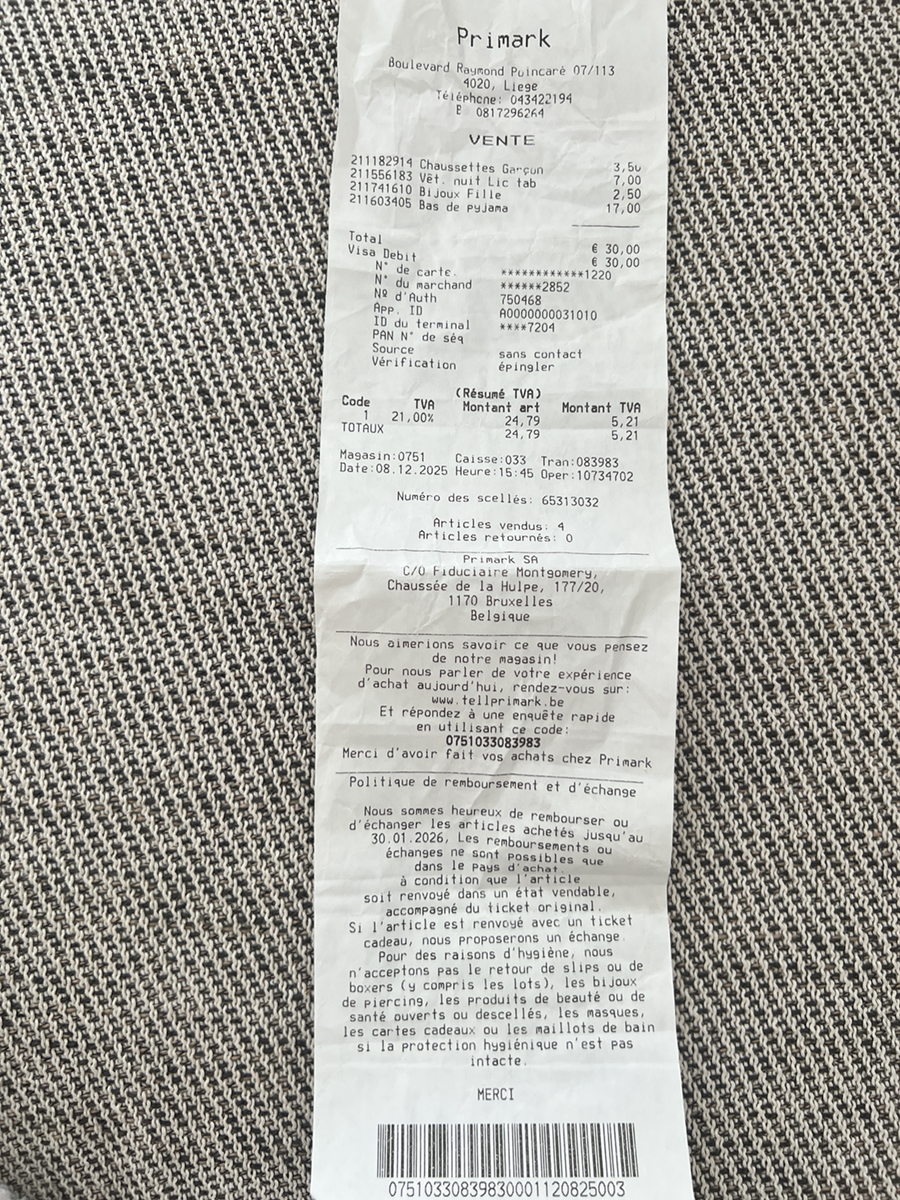 Primark
Boulevard Raymond Poincaré 07/113
4020, Liege
Téléphone: 043422194
E 0817296264
VENTE
211182914 Chaussettes Garçon 3,50
211556183 Vêt. nuit Lic tab 7,00
211741610 Bijoux Fille 2,50
211603405 Bas de pyjama 17,00
Total € 30,00
Visa Debit € 30,00
N° de carte. ************1220
N° du marchand ******2852
Nº d'Auth 750468
App. ID A0000000031010
ID du terminal ****7204
PAN N° de séq
Source sans contact
Vérification épingler
(Résumé TVA)
Code TVA Montant art Montant TVA
1 21,00% 24,79 5,21
TOTAUX 24,79 5,21
Magasin:0751 Caisse:033 Tran:083983
Date:08.12.2025 Heure:15:45 Oper:10734702
Numéro des scellés: 65313032
Articles vendus: 4
Articles retournés: 0
Primark SA
C/O Fiduciaire Montgomery,
Chaussée de la Hulpe, 177/20,
1170 Bruxelles
Belgique
Nous aimerions savoir ce que vous pensez
de notre magasin!
Pour nous parler de votre expérience
d'achat aujourd'hui, rendez-vous sur:
www.tellprimark.be
Et répondez à une enquête rapide
en utilisant ce code:
0751033083983
Merci d'avoir fait vos achats chez Primark
Politique de remboursement et d'échange
Nous sommes heureux de rembourser ou
d'échanger les articles achetés jusqu'au
30.01.2026, Les remboursements ou
échanges ne sont possibles que
dans le pays d'achat.
à condition que l'article
soit renvoyé dans un état vendable,
accompagné du ticket original.
Si l'article est renvoyé avec un ticket
cadeau, nous proposerons un échange.
Pour des raisons d'hygiène, nous
n'acceptons pas le retour de slips ou de
boxers (y compris les lots), les bijoux
de piercing, les produits de beauté ou de
santé ouverts ou descellés, les masques,
les cartes cadeaux ou les maillots de bain
si la protection hygiénique n'est pas
intacte.
MERCI
07510330839830001120825003